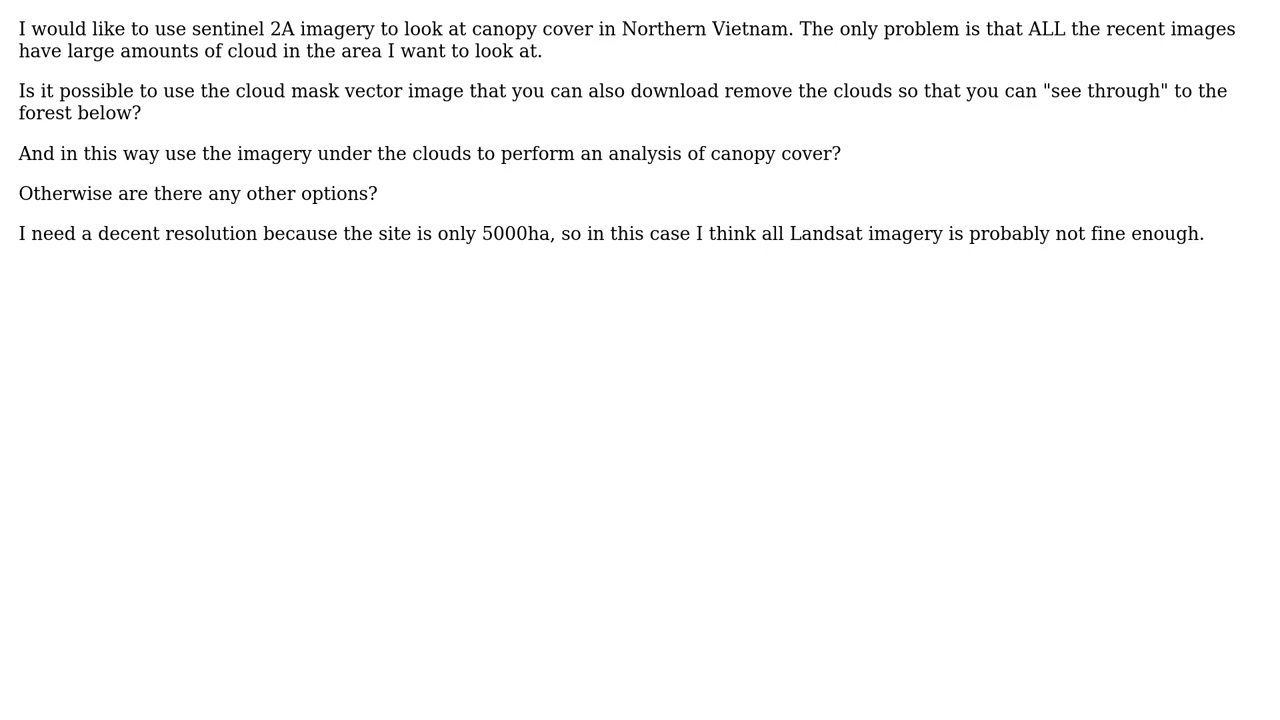 I would like to use sentinel 2A imagery to look at canopy cover in Northern Vietnam. The only problem is that ALL the recent images
have large amounts of cloud in the area I want to look at.
Is it possible to use the cloud mask vector image that you can also download remove the clouds so that you can "see through" to the
forest below?
And in this way use the imagery under the clouds to perform an analysis of canopy cover?
Otherwise are there any other options?
I need a decent resolution because the site is only 5000ha, so in this case I think all Landsat imagery is probably not fine enough.